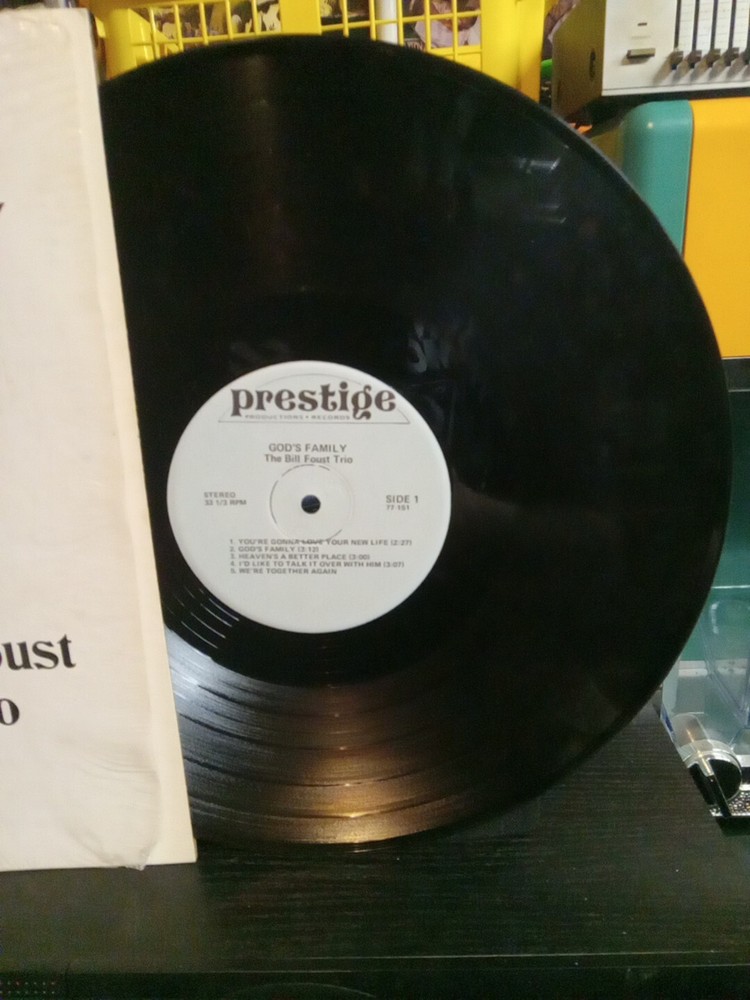 prestige
PRODUCTIONS • RECORDS
GOD'S FAMILY
The Bill Foust Trio
STEREO
33 1/3 RPM
SIDE 1
77-151
1. YOU'RE GONNA LOVE YOUR NEW LIFE (2:27)
2. GOD'S FAMILY (3:12)
3. HEAVEN'S A BETTER PLACE (3:00)
4. I'D LIKE TO TALK IT OVER WITH HIM (3:07)
5. WE'RE TOGETHER AGAIN
oust
o